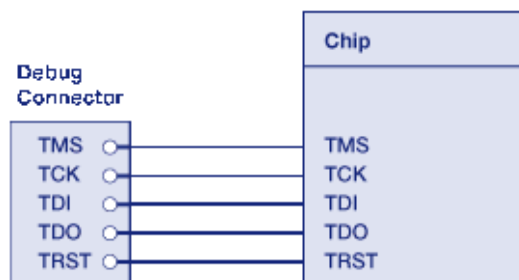 Chip
Debug
Connector
TMS TMS
TCK TCK
TDI TDI
TDO TDO
TRST TRST